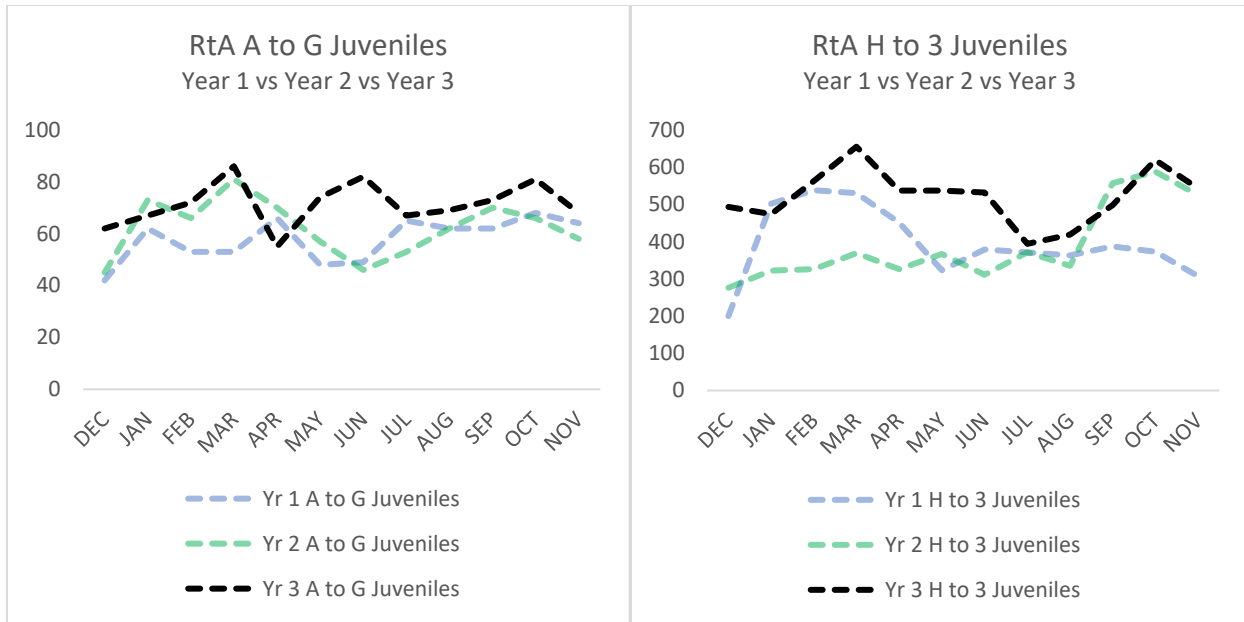 RtA A to G Juveniles
Year 1 vs Year 2 vs Year 3
100
80
60
40
20
0
DEC JAN FEB MAR APR MAY JUN JUL AUG SEP OCT NOV
Yr 1 A to G Juveniles
Yr 2 A to G Juveniles
Yr 3 A to G Juveniles
RtA H to 3 Juveniles
Year 1 vs Year 2 vs Year 3
700
600
500
400
300
200
100
0
DEC JAN FEB MAR APR MAY JUN JUL AUG SEP OCT NOV
Yr 1 H to 3 Juveniles
Yr 2 H to 3 Juveniles
Yr 3 H to 3 Juveniles